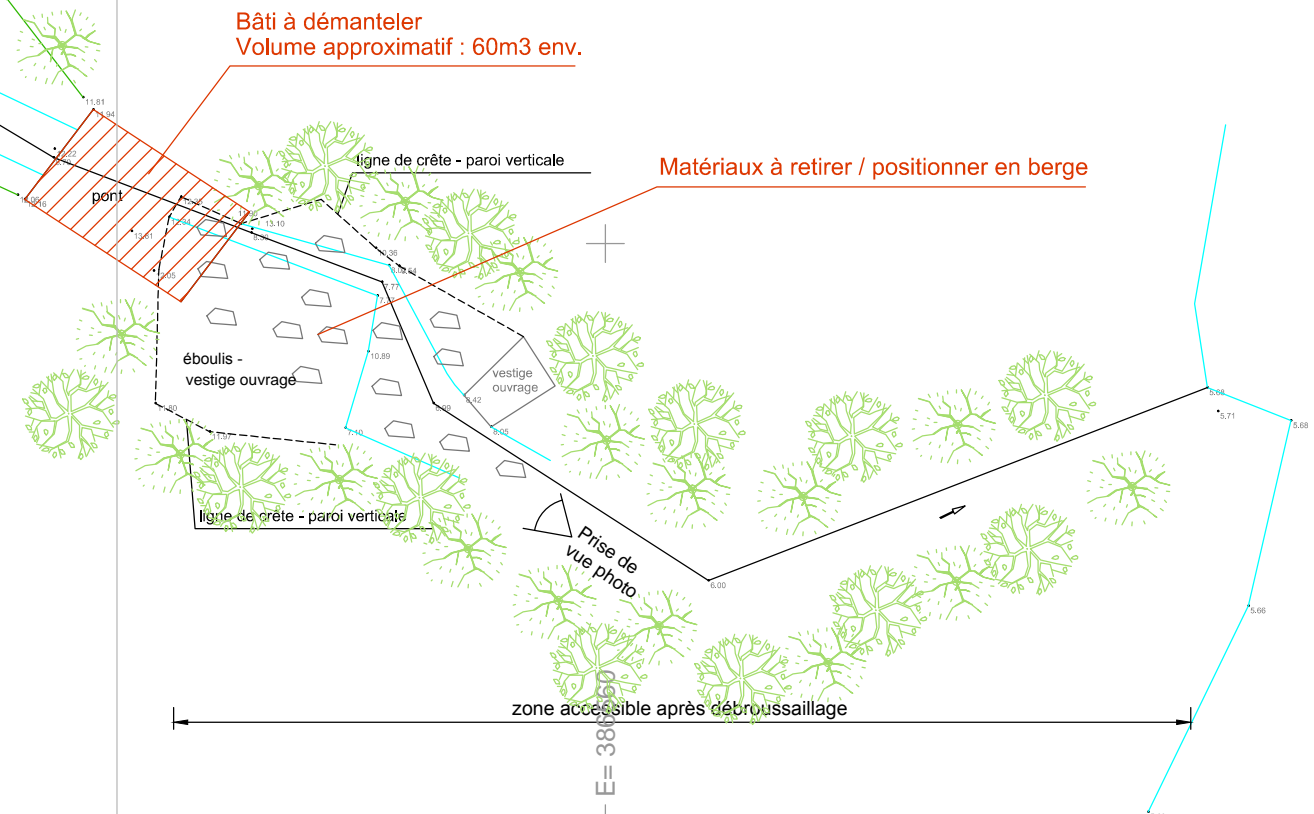 Bâti à démanteler
Volume approximatif : 60m3 env.
11.81
11.94
ligne de crête - paroi verticale
Matériaux à retirer / positionner en berge
pont
13.10
13.61
10.36
7.77
10.89
éboulis -
vestige ouvrage
vestige
ouvrage
8.42
11.80
11.97
7.10
8.05
5.68
5.71
5.68
ligne de crête - paroi verticale
Prise de
vue photo
6.00
5.66
zone accessible après débroussaillage